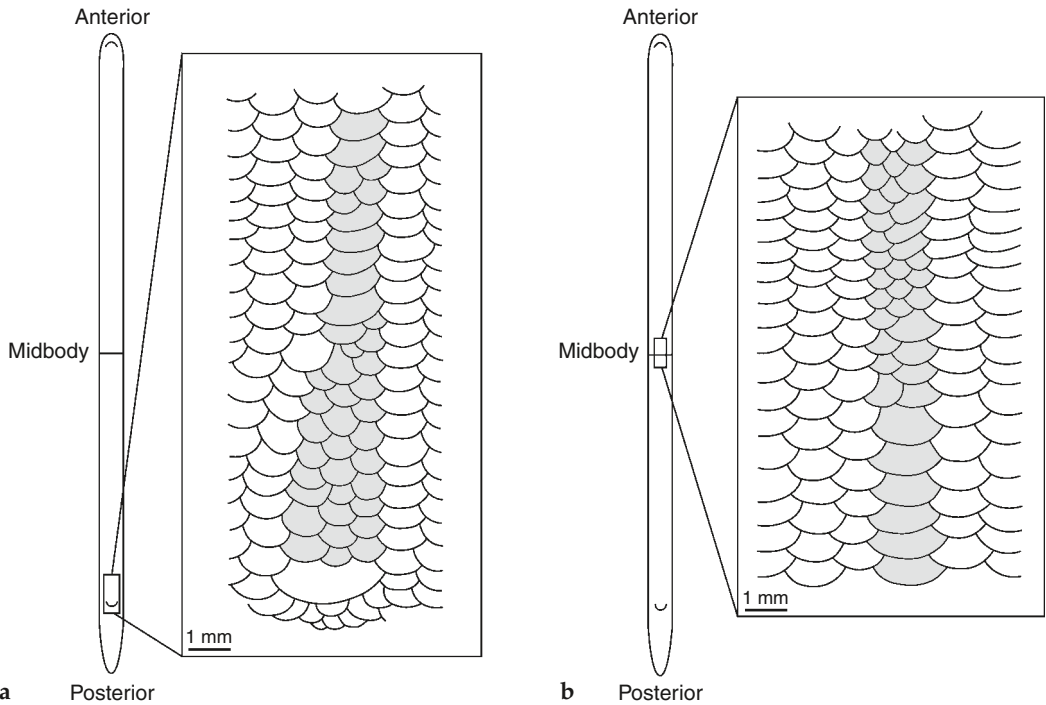 Anterior
Midbody
1 mm
Posterior
a
Anterior
Midbody
1 mm
Posterior
b